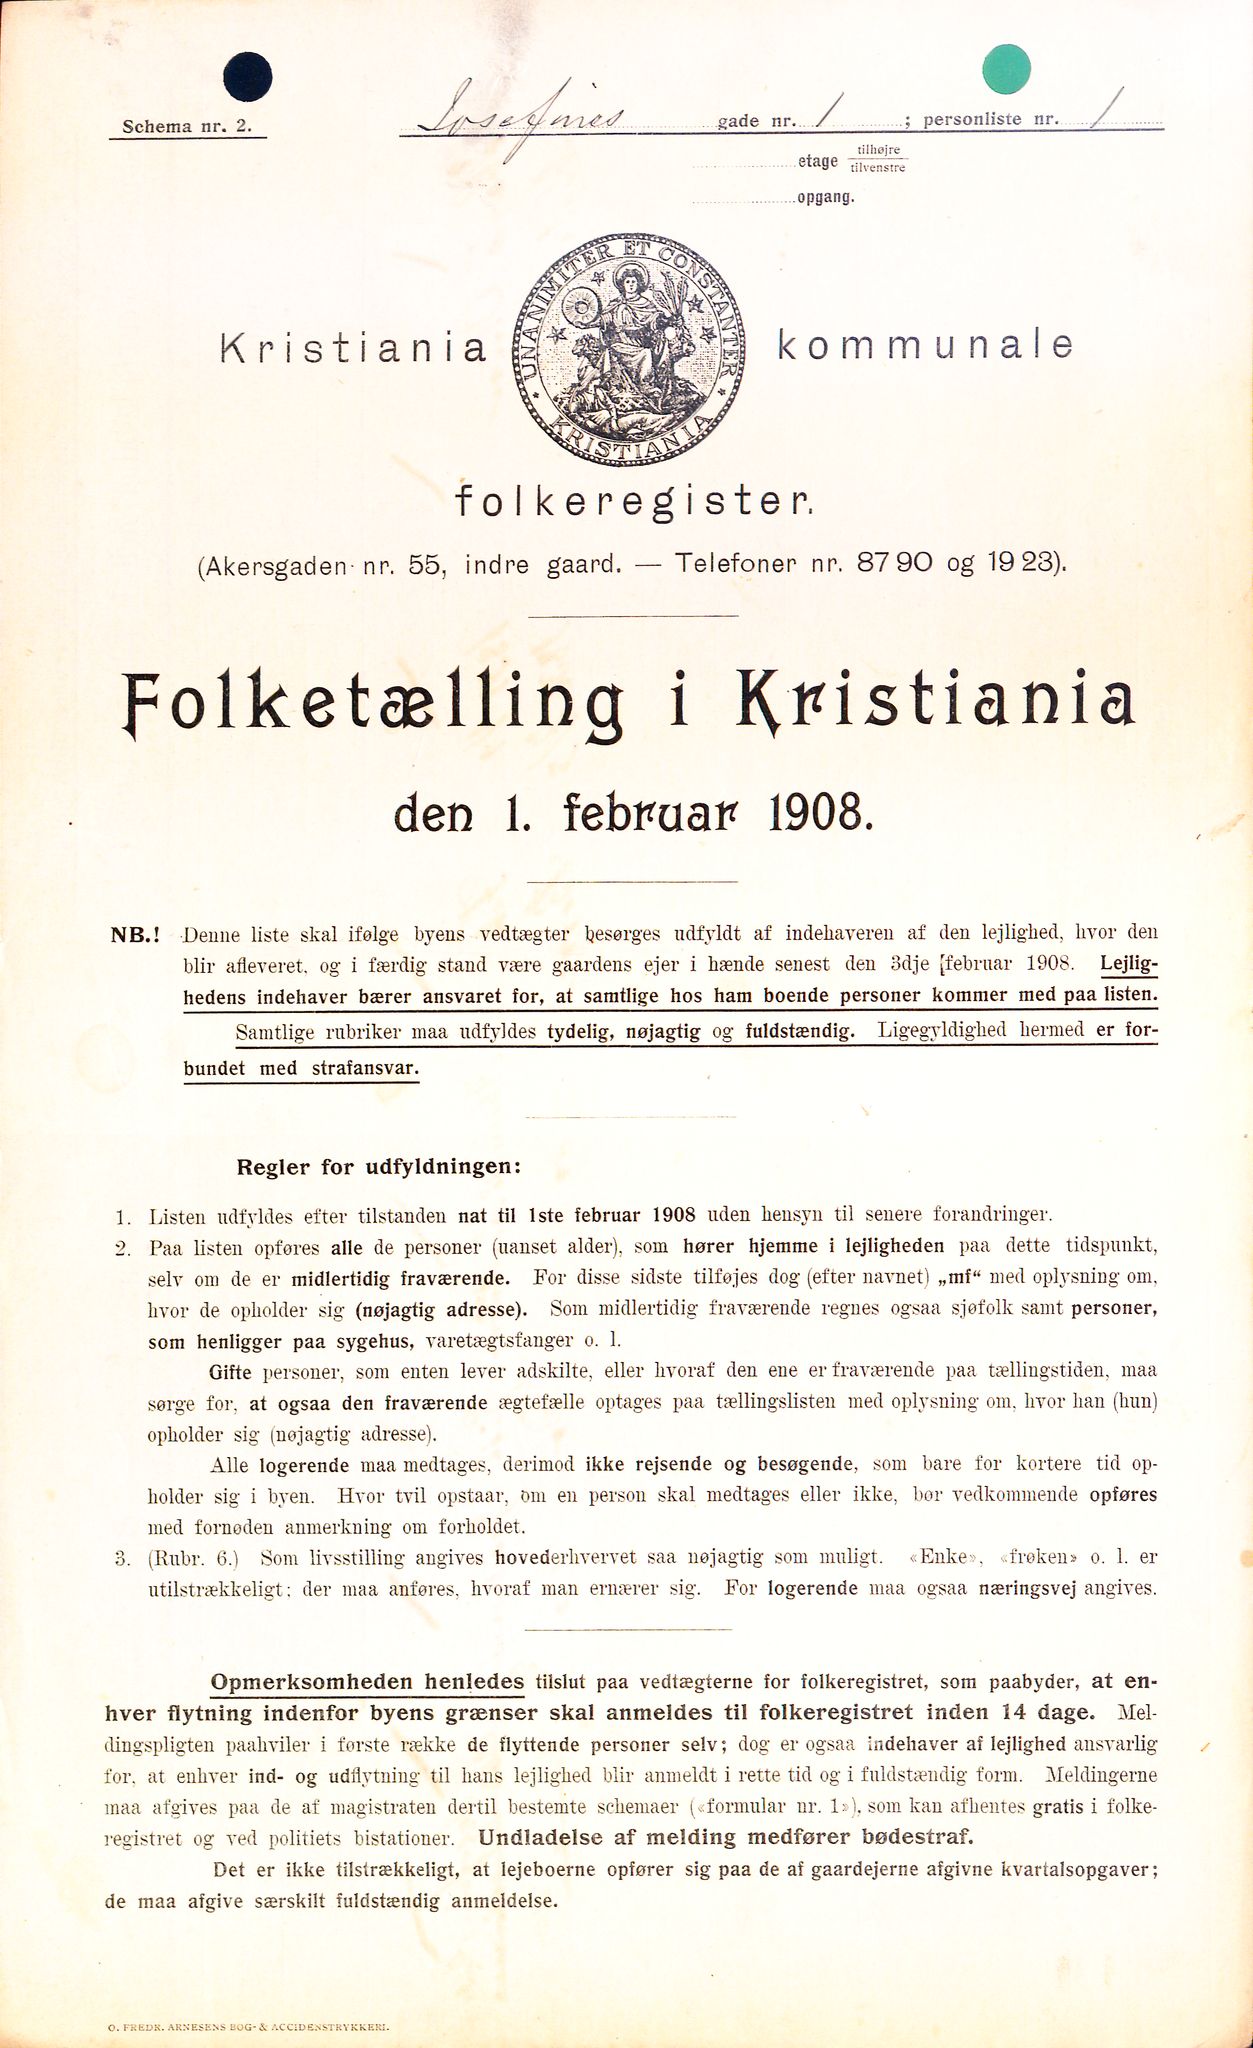 Schema nr. 2.
Josefines gade nr. 1 ; personliste nr. 1
etage tilhøjre
tilvenstre
opgang.
UNANIMITER ET CONSTANTER
KRISTIANIA
Kristiania kommunale
folkeregister.
(Akersgaden nr. 55, indre gaard. — Telefoner nr. 87 90 og 19 23).
Folketælling i Kristiania
den 1. februar 1908.
NB.! Denne liste skal ifølge byens vedtægter besørges udfyldt af indehaveren af den lejlighed, hvor den
blir afleveret, og i færdig stand være gaardens ejer i hænde senest den 3dje [februar 1908. Lejlig-
hedens indehaver bærer ansvaret for, at samtlige hos ham boende personer kommer med paa listen.
Samtlige rubriker maa udfyldes tydelig, nøjagtig og fuldstændig. Ligegyldighed hermed er for-
bundet med strafansvar.
Regler for udfyldningen:
1. Listen udfyldes efter tilstanden nat til 1ste februar 1908 uden hensyn til senere forandringer.
2. Paa listen opføres alle de personer (uanset alder), som hører hjemme i lejligheden paa dette tidspunkt,
selv om de er midlertidig fraværende. For disse sidste tilføjes dog (efter navnet) „mf“ med oplysning om,
hvor de opholder sig (nøjagtig adresse). Som midlertidig fraværende regnes ogsaa sjøfolk samt personer,
som henligger paa sygehus, varetægtsfanger o. l.
Gifte personer, som enten lever adskilte, eller hvoraf den ene er fraværende paa tællingstiden, maa
sørge for, at ogsaa den fraværende ægtefælle optages paa tællingslisten med oplysning om, hvor han (hun)
opholder sig (nøjagtig adresse).
Alle logerende maa medtages, derimod ikke rejsende og besøgende, som bare for kortere tid op-
holder sig i byen. Hvor tvil opstaar, om en person skal medtages eller ikke, bør vedkommende opføres
med fornøden anmerkning om forholdet.
3. (Rubr. 6.) Som livsstilling angives hovederhvervet saa nøjagtig som muligt. «Enke», «frøken» o. l. er
utilstrækkeligt; der maa anføres, hvoraf man ernærer sig. For logerende maa ogsaa næringsvej angives.
Opmerksomheden henledes tilslut paa vedtægterne for folkeregistret, som paabyder, at en-
hver flytning indenfor byens grænser skal anmeldes til folkeregistret inden 14 dage. Mel-
dingspligten paahviler i første række de flyttende personer selv; dog er ogsaa indehaver af lejlighed ansvarlig
for, at enhver ind- og udflytning til hans lejlighed blir anmeldt i rette tid og i fuldstændig form. Meldingerne
maa afgives paa de af magistraten dertil bestemte schemaer («formular nr. 1»), som kan afhentes gratis i folke-
registret og ved politiets bistationer. Undladelse af melding medfører bødestraf.
Det er ikke tilstrækkeligt, at lejeboerne opfører sig paa de af gaardejerne afgivne kvartalsopgaver;
de maa afgive særskilt fuldstændig anmeldelse.
O. FREDR. ARNESENS BOG- & ACCIDENSTRYKKERI.